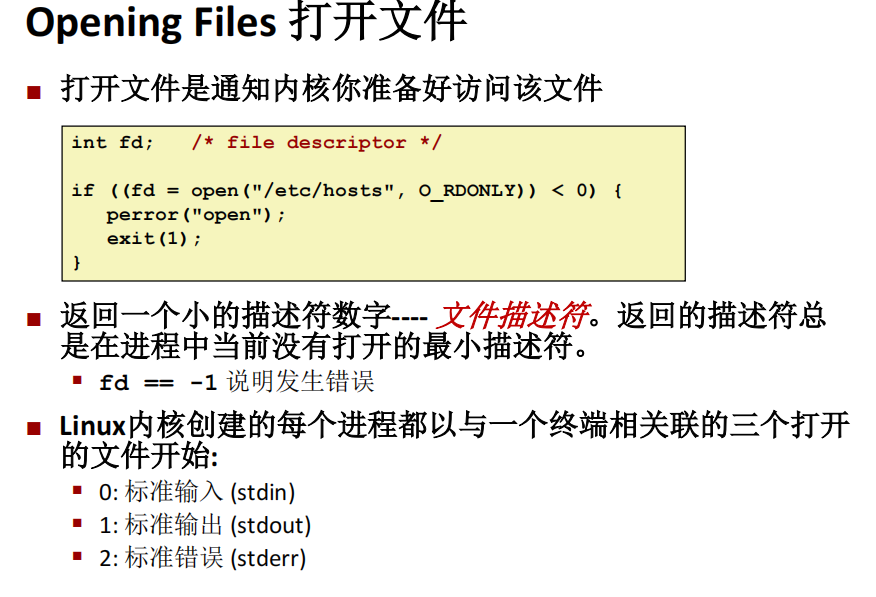 Opening Files 打开文件
■ 打开文件是通知内核你准备好访问该文件
int fd;   /* file descriptor */
if ((fd = open("/etc/hosts", O_RDONLY)) < 0) {
   perror("open");
   exit(1);
}
■ 返回一个小的描述符数字---- 文件描述符。返回的描述符总
是在进程中当前没有打开的最小描述符。
▪ fd == -1 说明发生错误
■ Linux内核创建的每个进程都以与一个终端相关联的三个打开
的文件开始:
▪ 0: 标准输入 (stdin)
▪ 1: 标准输出 (stdout)
▪ 2: 标准错误 (stderr)